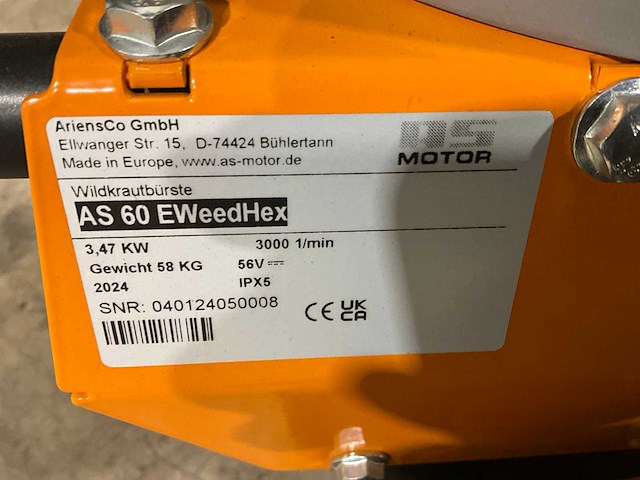 AriensCo GmbH
Ellwanger Str. 15, D-74424 Bühlertann
Made in Europe, www.as-motor.de
AS
MOTOR
Wildkrautbürste
AS 60 EWeedHex
3,47 KW 3000 1/min
Gewicht 58 KG 56V
2024 IPX5
SNR: 040124050008
CE UK
CA